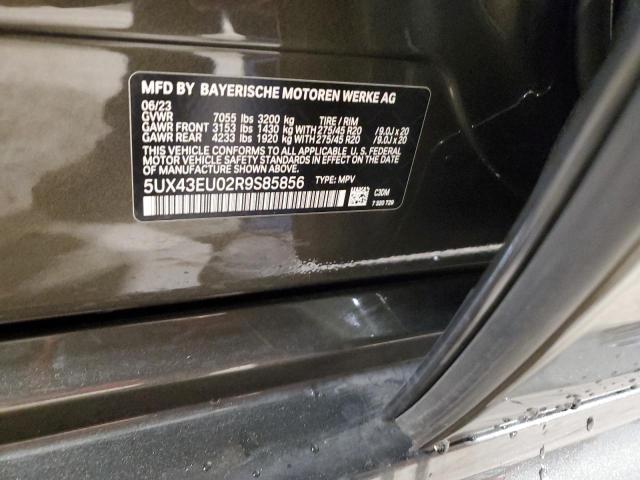 MFD BY BAYERISCHE MOTOREN WERKE AG
06/23
GVWR 7055 lbs 3200 kg TIRE / RIM
GAWR FRONT 3153 lbs 1430 kg WITH 275/45 R20 /9.0J x 20
GAWR REAR 4233 lbs 1920 kg WITH 275/45 R20 /9.0J x 20
THIS VEHICLE CONFORMS TO ALL APPLICABLE U. S. FEDERAL
MOTOR VEHICLE SAFETY STANDARDS IN EFFECT ON THE DATE
OF MANUFACTURE SHOWN ABOVE.
5UX43EU02R9S85856 TYPE: MPV
C3DM